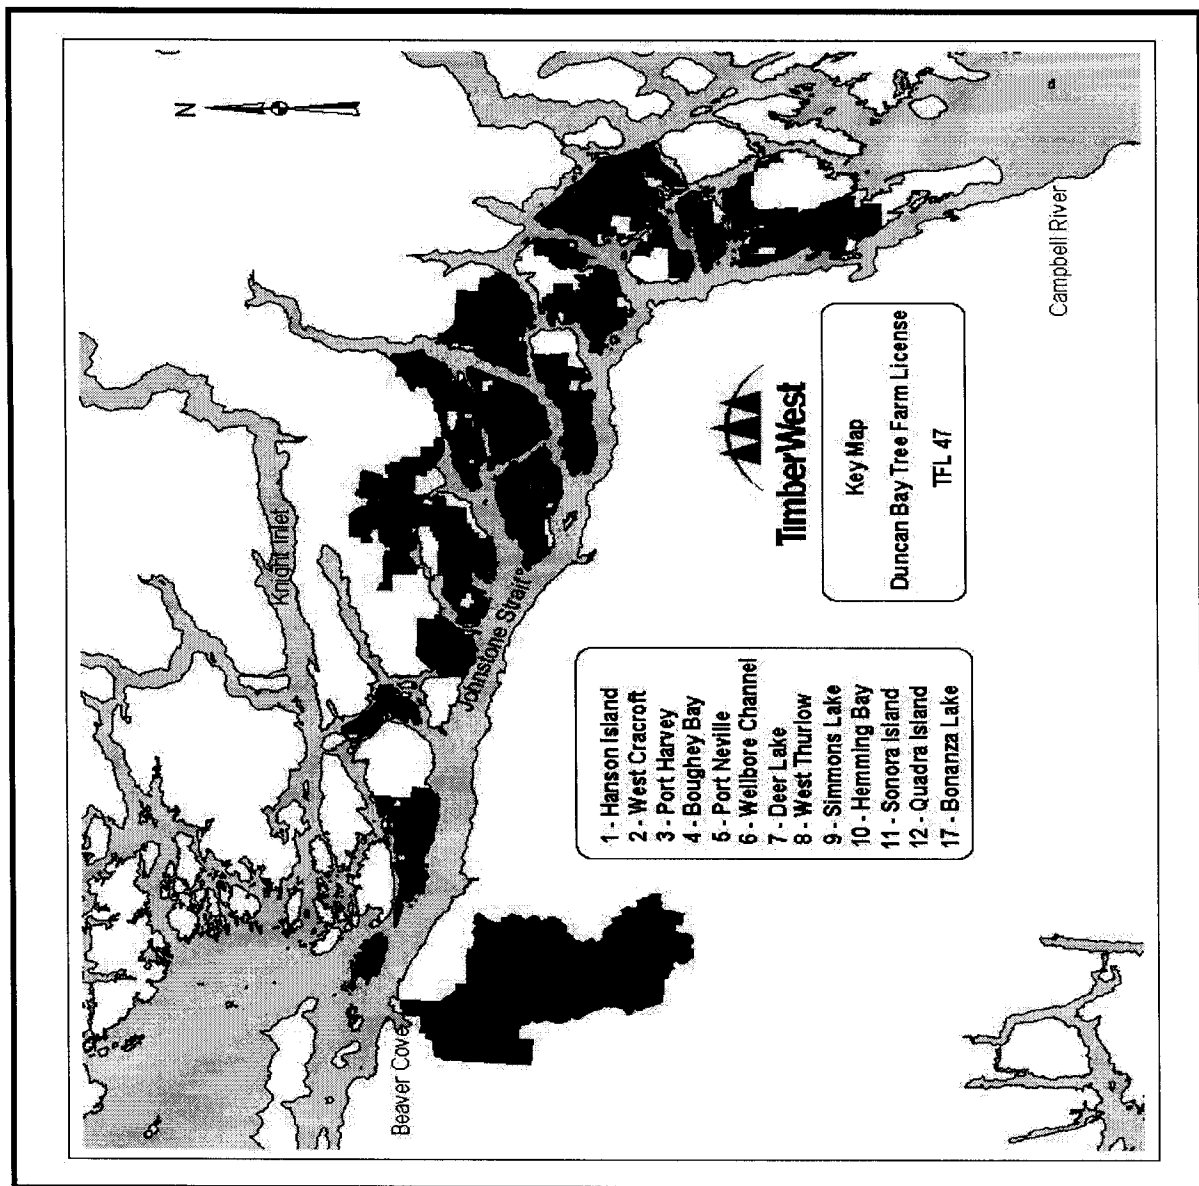 N
Knight Inlet
Johnstone Strait
Beaver Cove
Campbell River
TimberWest
Key Map
Duncan Bay Tree Farm License
TFL 47
1 - Hanson Island
2 - West Cracroft
3 - Port Harvey
4 - Boughey Bay
5 - Port Neville
6 - Wellbore Channel
7 - Deer Lake
8 - West Thurlow
9 - Simmons Lake
10 - Hemming Bay
11 - Sonora Island
12 - Quadra Island
17 - Bonanza Lake